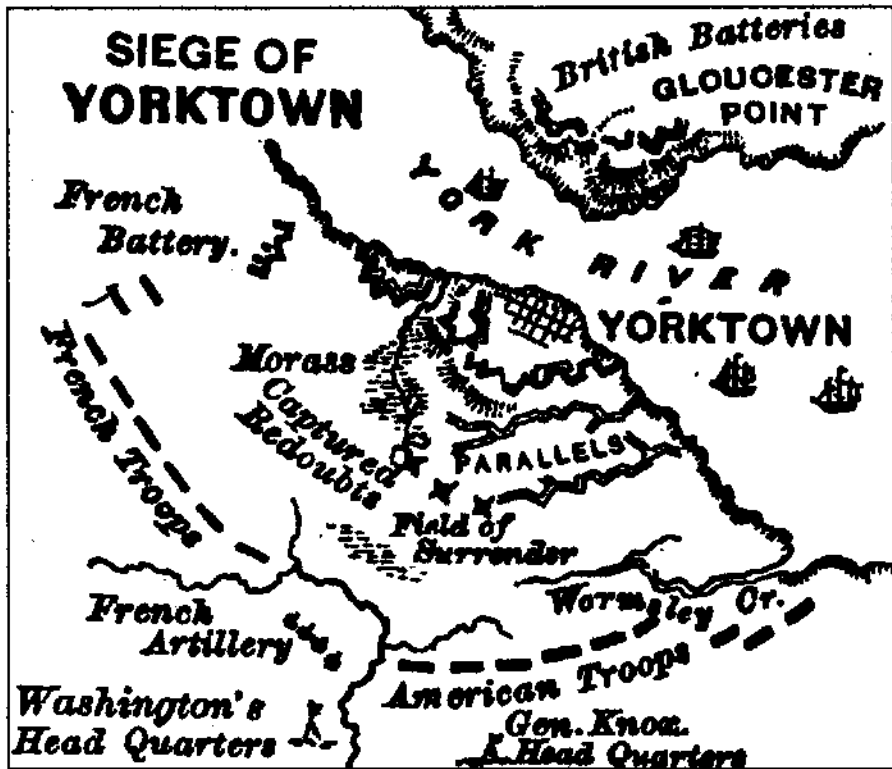 SIEGE OF
YORKTOWN
British Batteries
GLOUCESTER
POINT
YORK RIVER
French
Battery.
YORKTOWN
French Troops
Morass
Captured
Redoubts
PARALLELS
Field of
Surrender
Wormsley Cr.
French
Artillery
American Troops
Washington's
Head Quarters
Gen. Knox.
Head Quarters